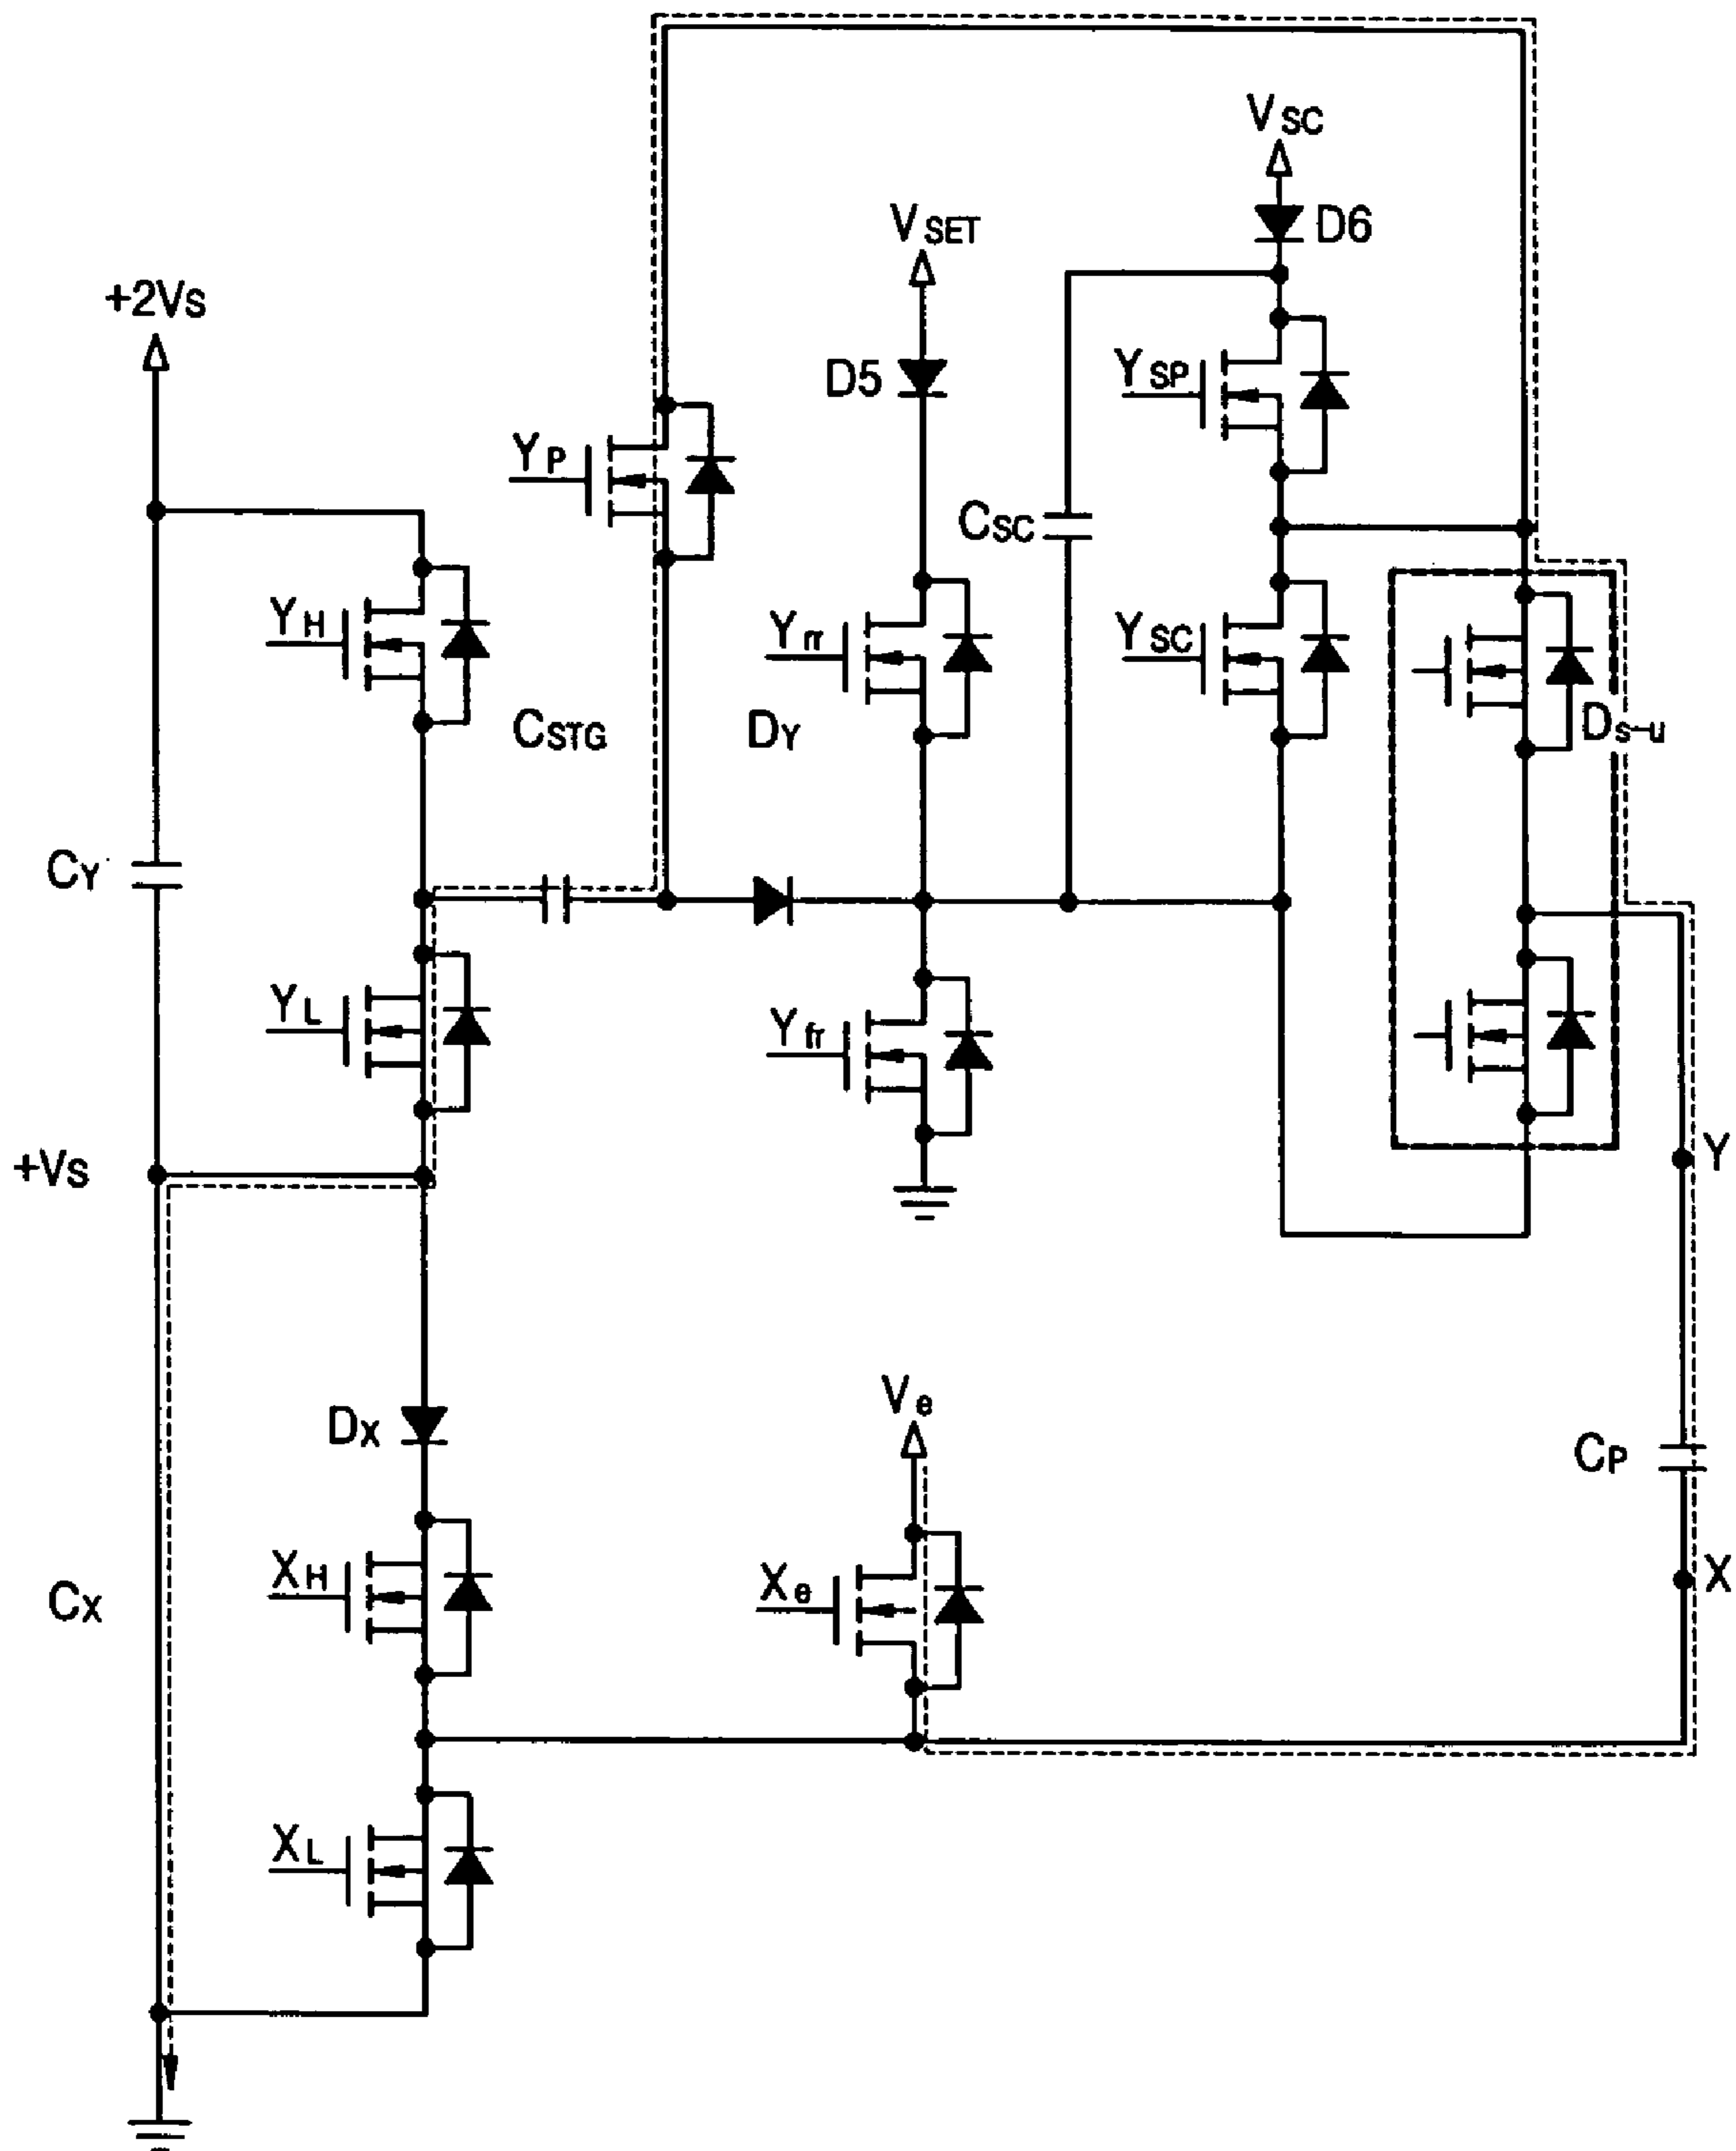 VSC
D6
VSET
+2VS
D5
YSP
YP
CSC
YH
Yrr
YSC
CSTG
DY
Ds-u
CY
YL
Yfr
+VS
Y
Ve
DX
CP
XH
Xe
X
CX
XL